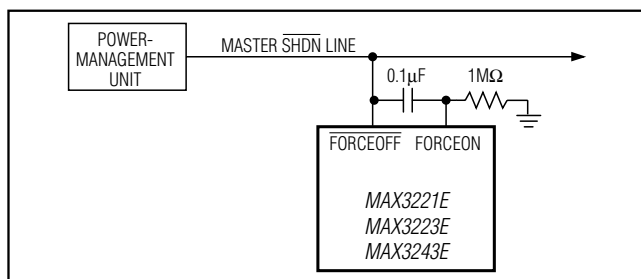 POWER-
MANAGEMENT
UNIT
MASTER SHDN LINE
0.1μF
1MΩ
FORCEOFF FORCEON
MAX3221E
MAX3223E
MAX3243E